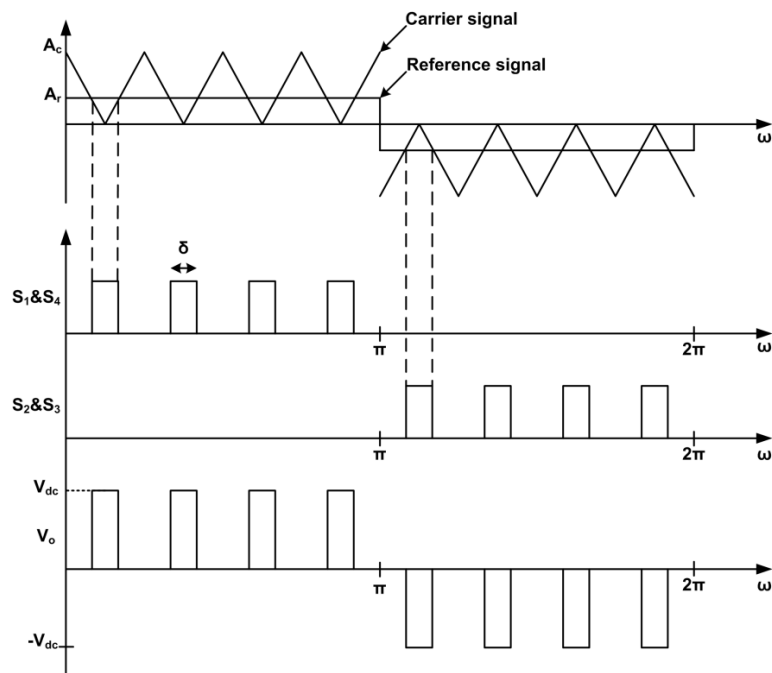 Carrier signal
A_c
Reference signal
A_r
ω
δ
S₁&S₄
π
2π
ω
S₂&S₃
π
2π
ω
V_dc
V_o
π
2π
ω
-V_dc